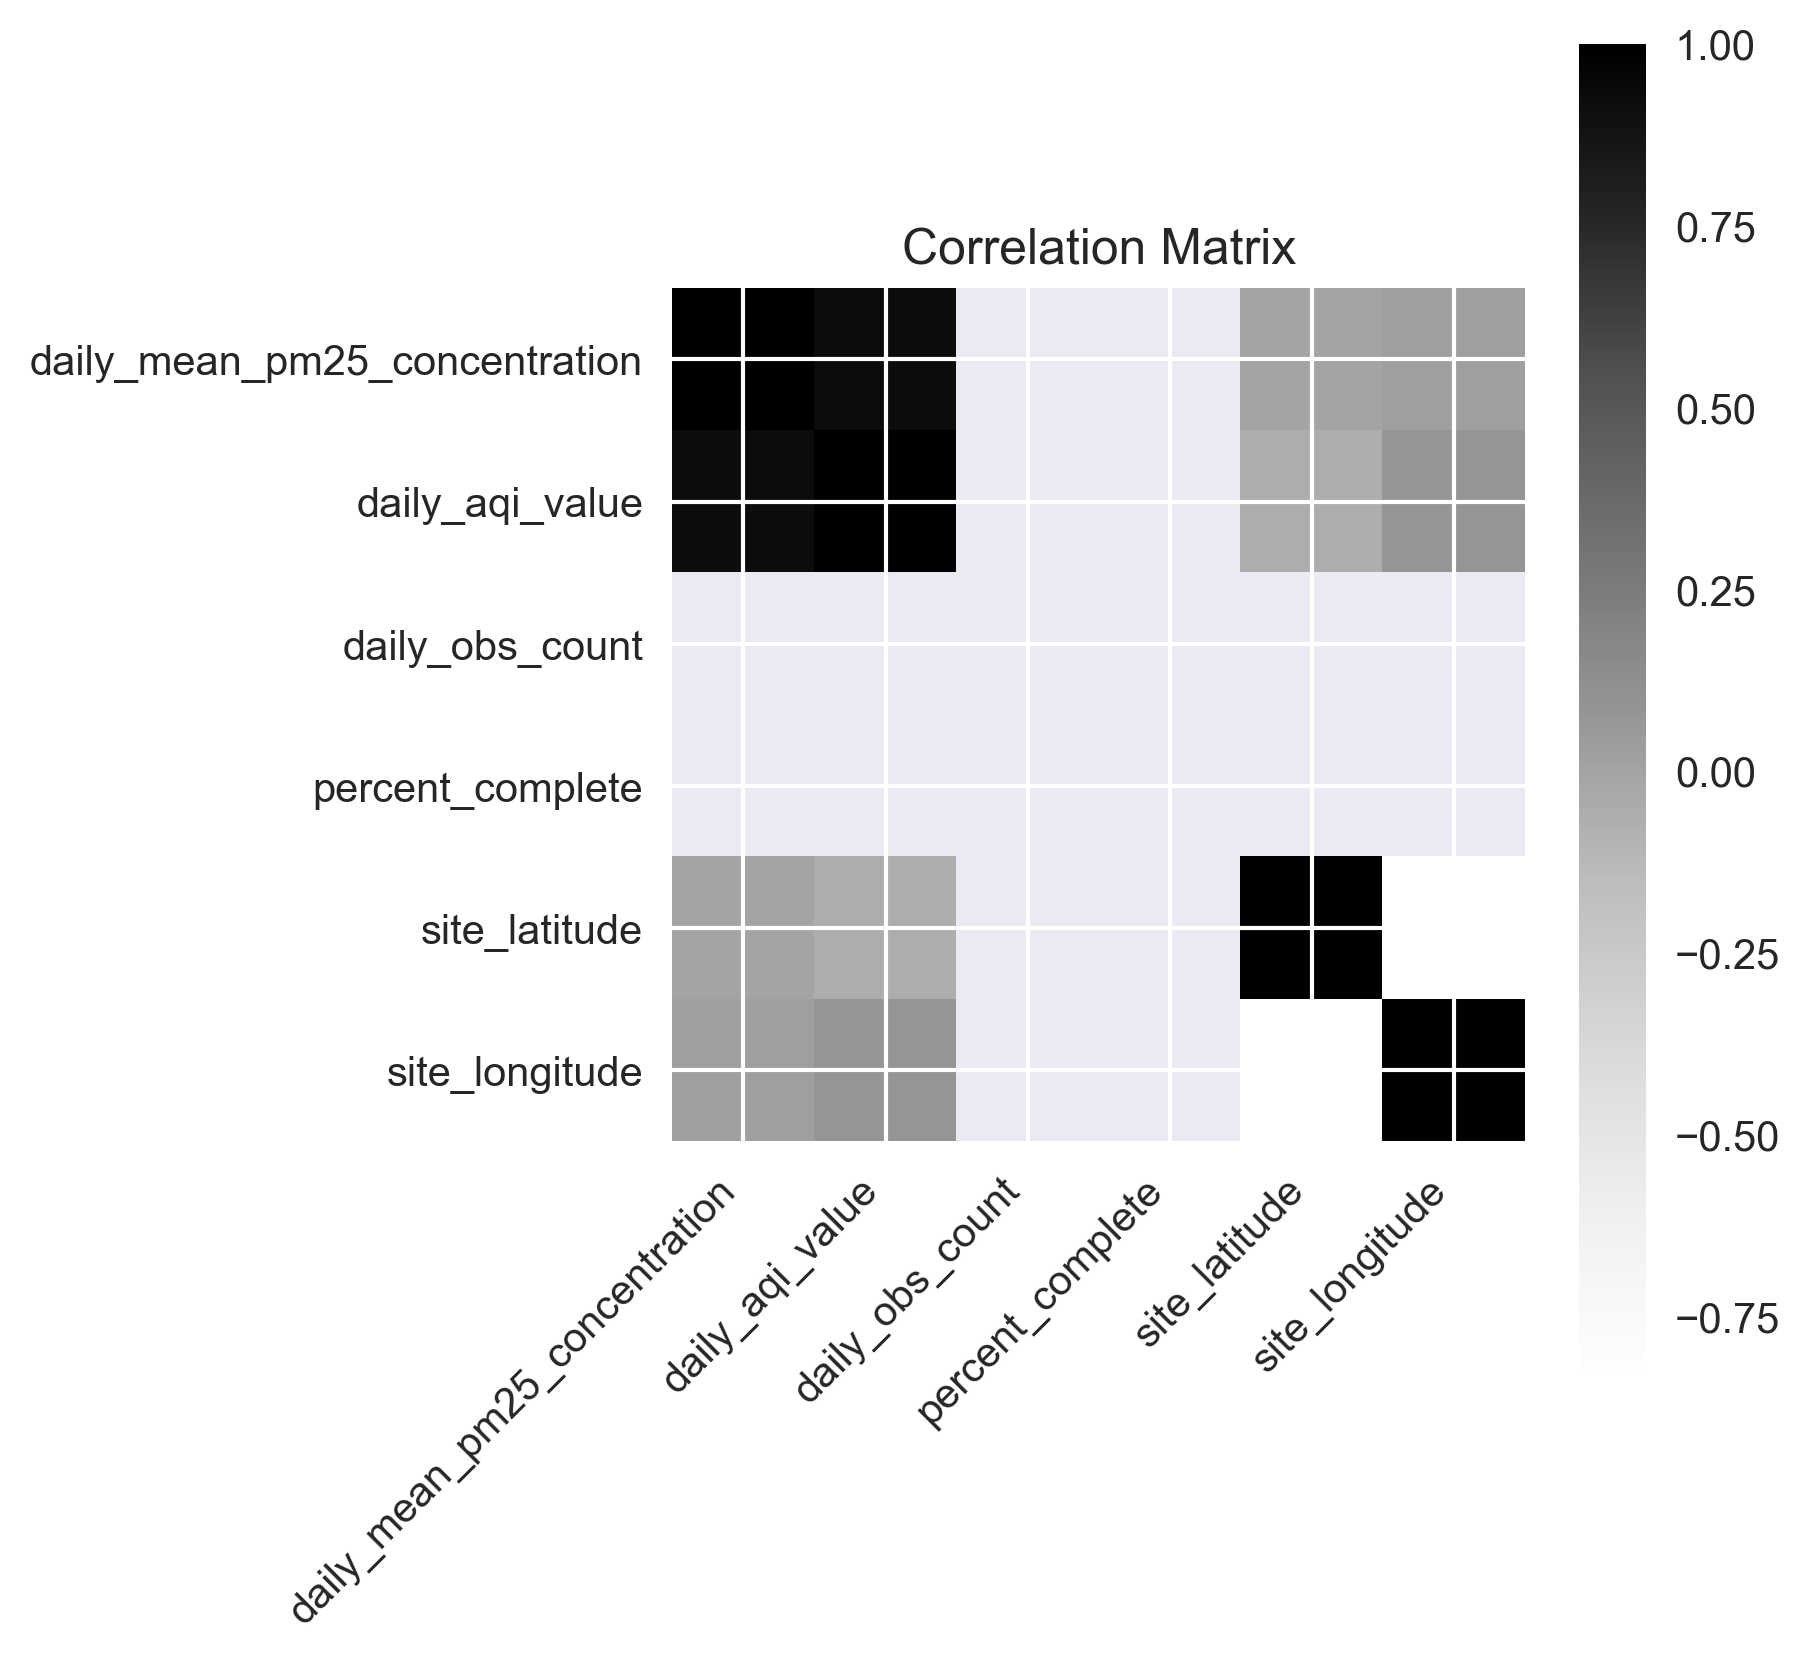 Correlation Matrix
daily_mean_pm25_concentration
daily_aqi_value
daily_obs_count
percent_complete
site_latitude
site_longitude
daily_mean_pm25_concentration
daily_aqi_value
daily_obs_count
percent_complete
site_latitude
site_longitude
1.00
0.75
0.50
0.25
0.00
−0.25
−0.50
−0.75